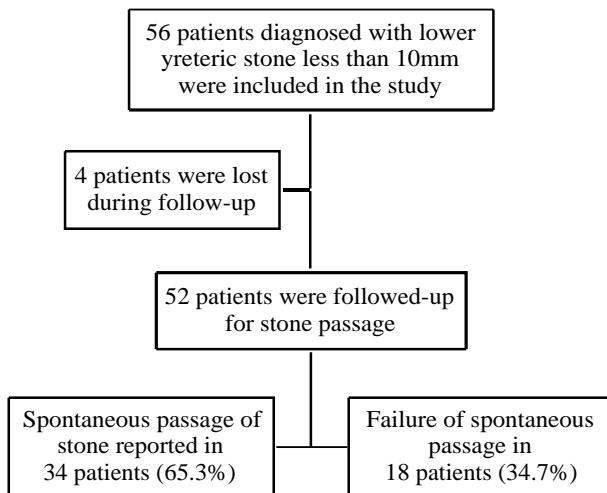 56 patients diagnosed with lower
yreteric stone less than 10mm
were included in the study
4 patients were lost
during follow-up
52 patients were followed-up
for stone passage
Spontaneous passage of
stone reported in
34 patients (65.3%)
Failure of spontaneous
passage in
18 patients (34.7%)